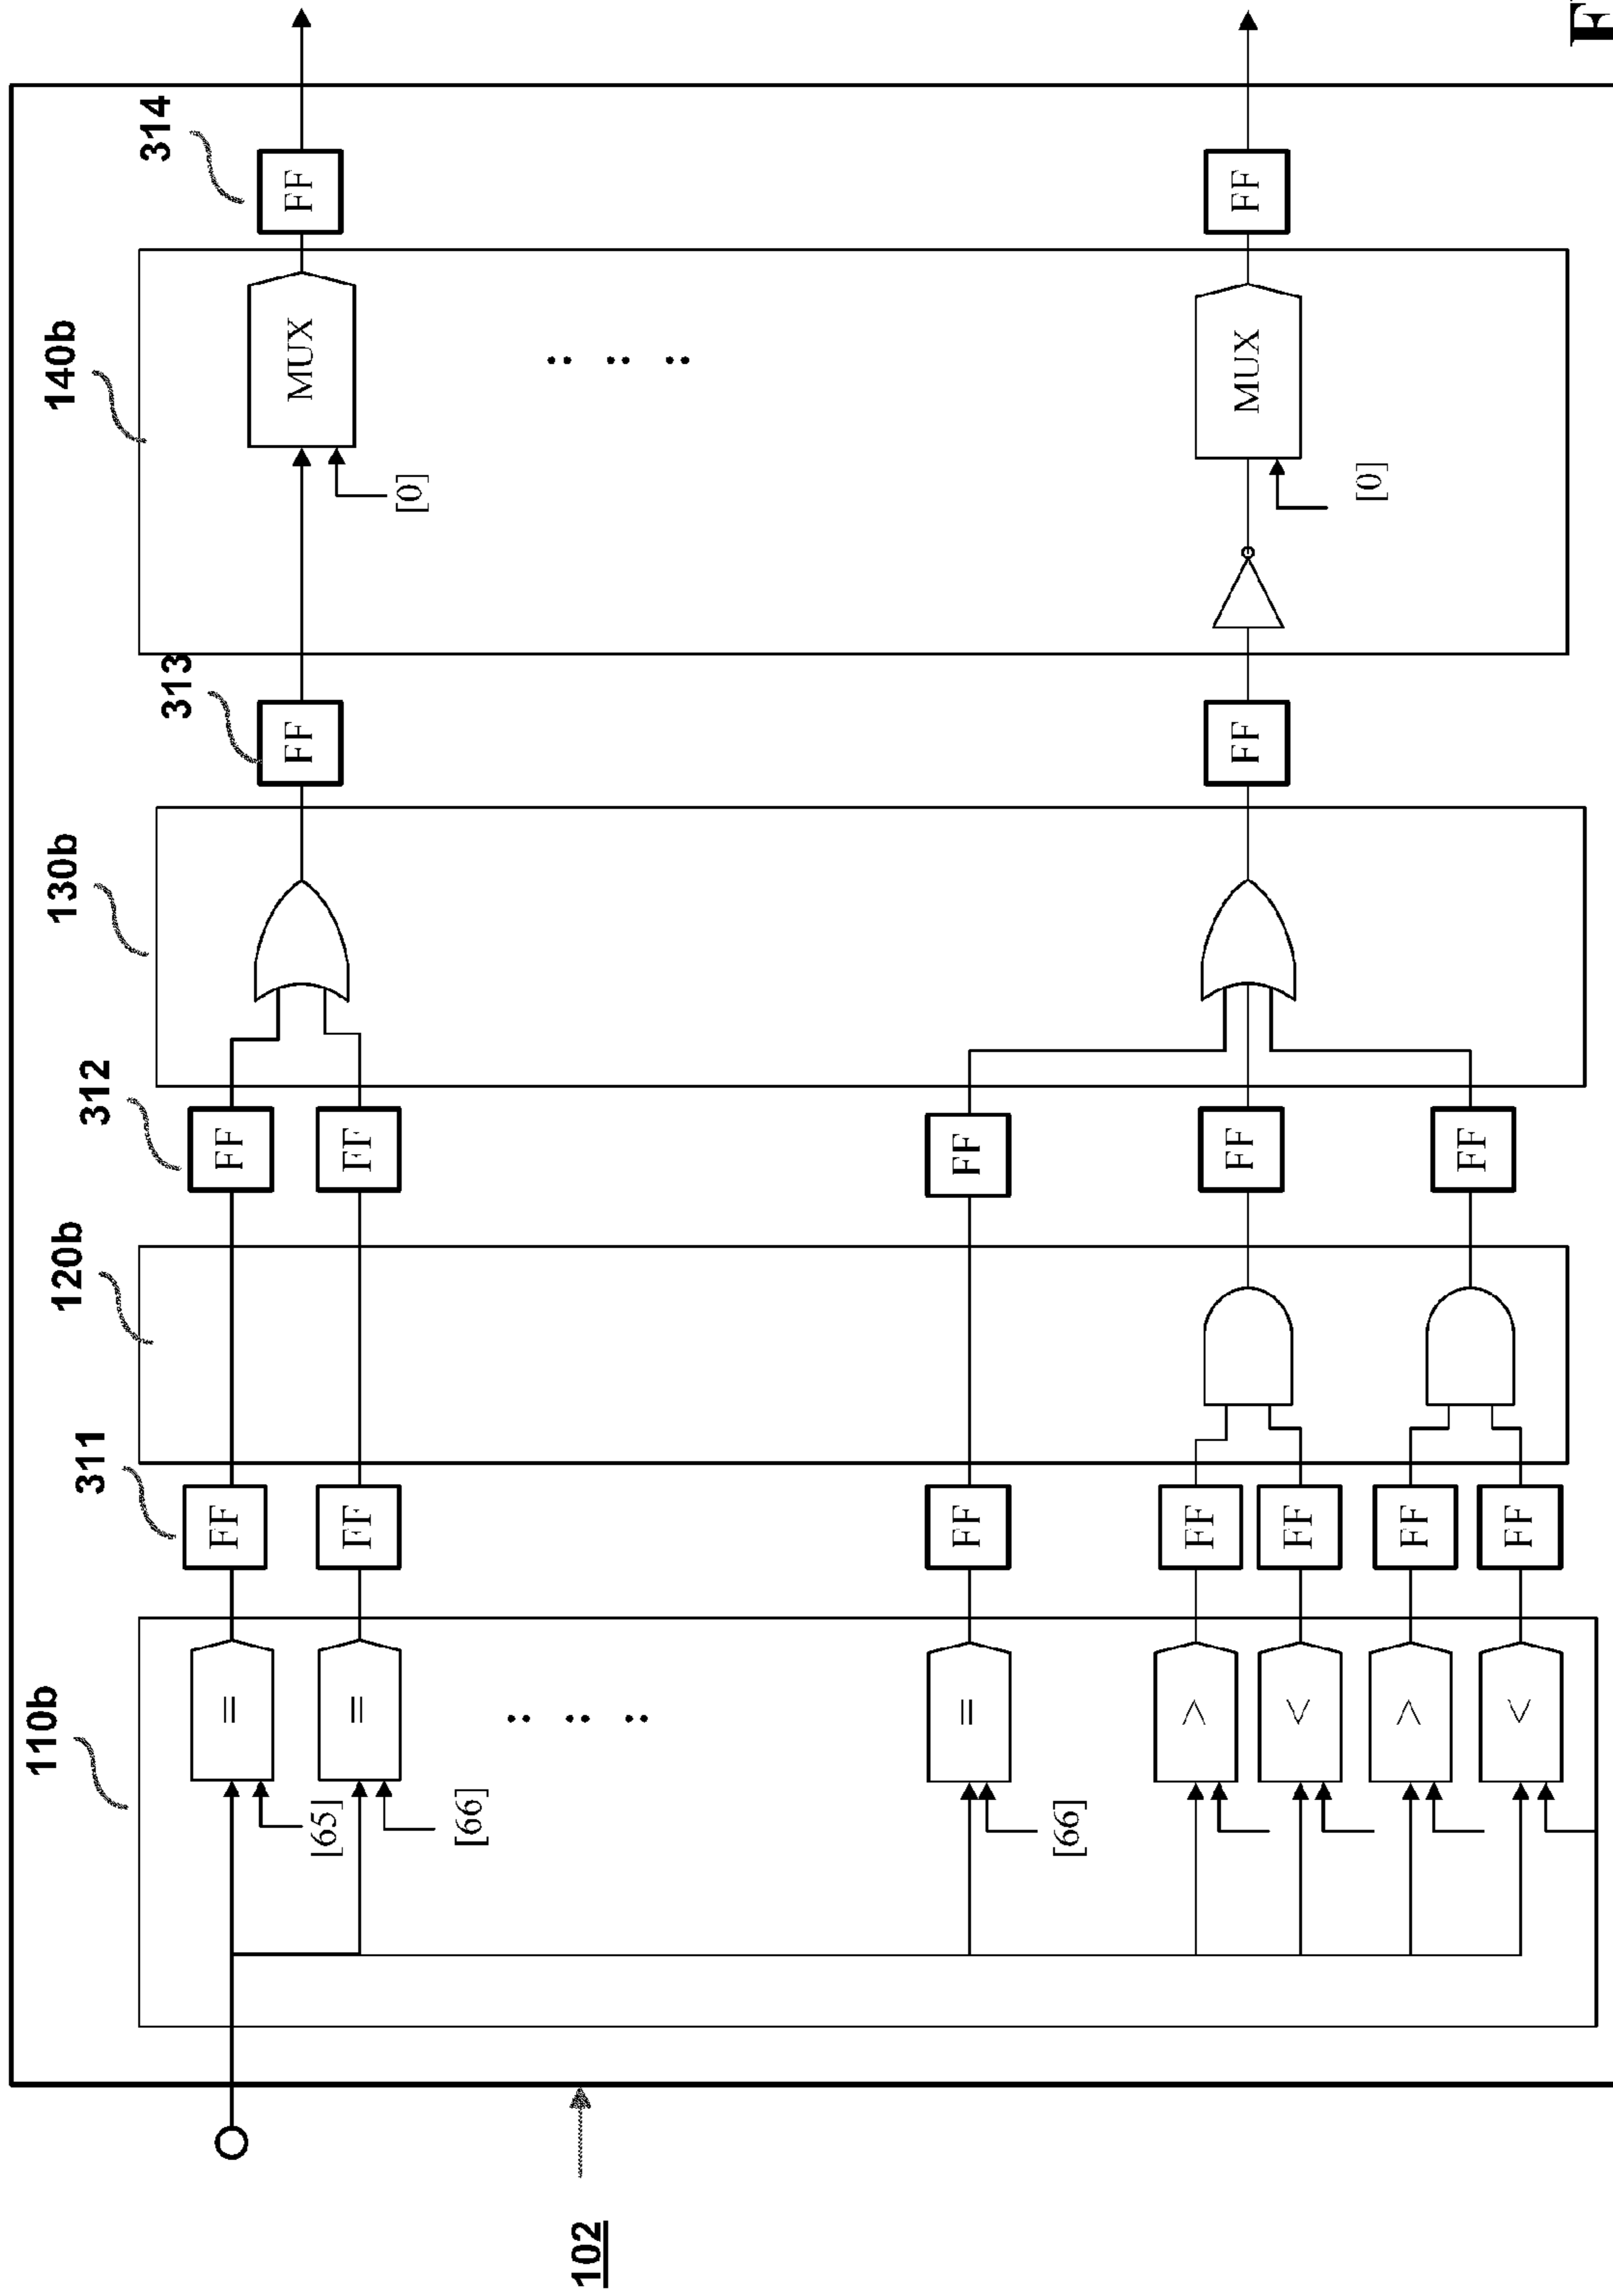 110b
311
120b
312
130b
313
140b
314
=
FF
FF
=
FF
FF
FF
MUX
FF
[65]
[0]
[66]
102
=
FF
FF
[66]
>
FF
<
FF
FF
FF
MUX
FF
[0]
>
FF
<
FF
FF
F